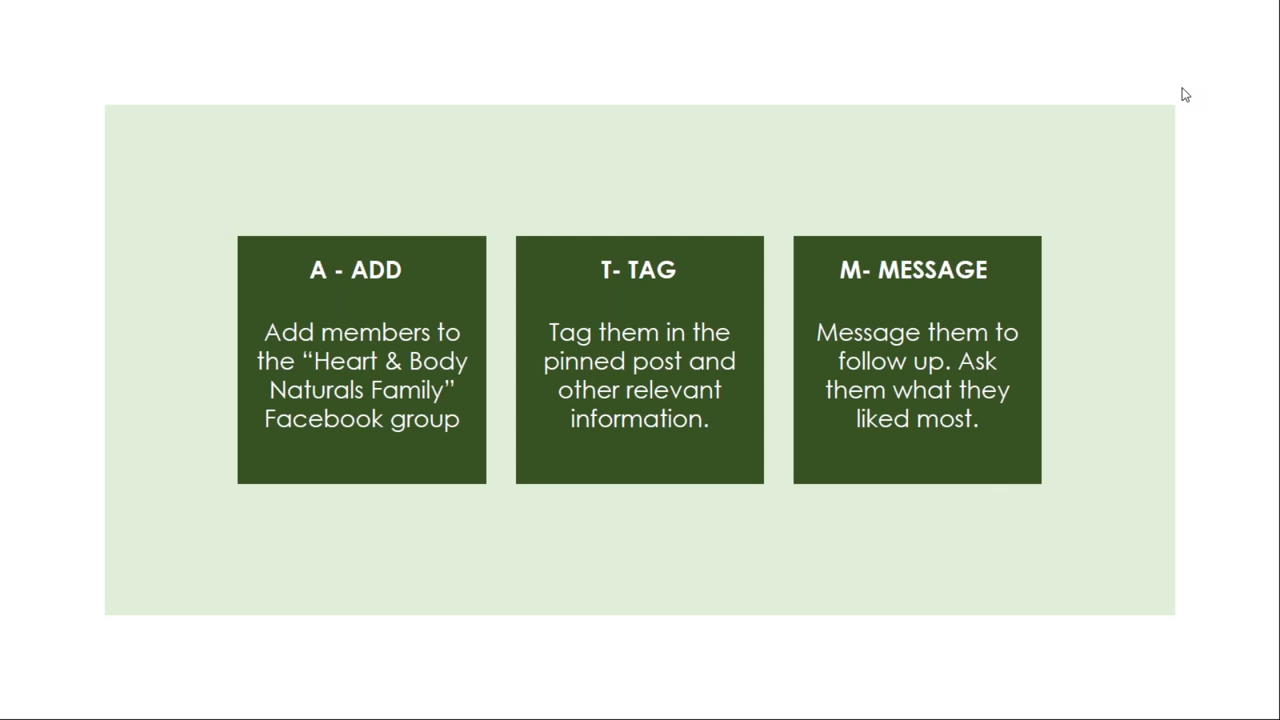 A - ADD
Add members to
the “Heart & Body
Naturals Family”
Facebook group
T- TAG
Tag them in the
pinned post and
other relevant
information.
M- MESSAGE
Message them to
follow up. Ask
them what they
liked most.